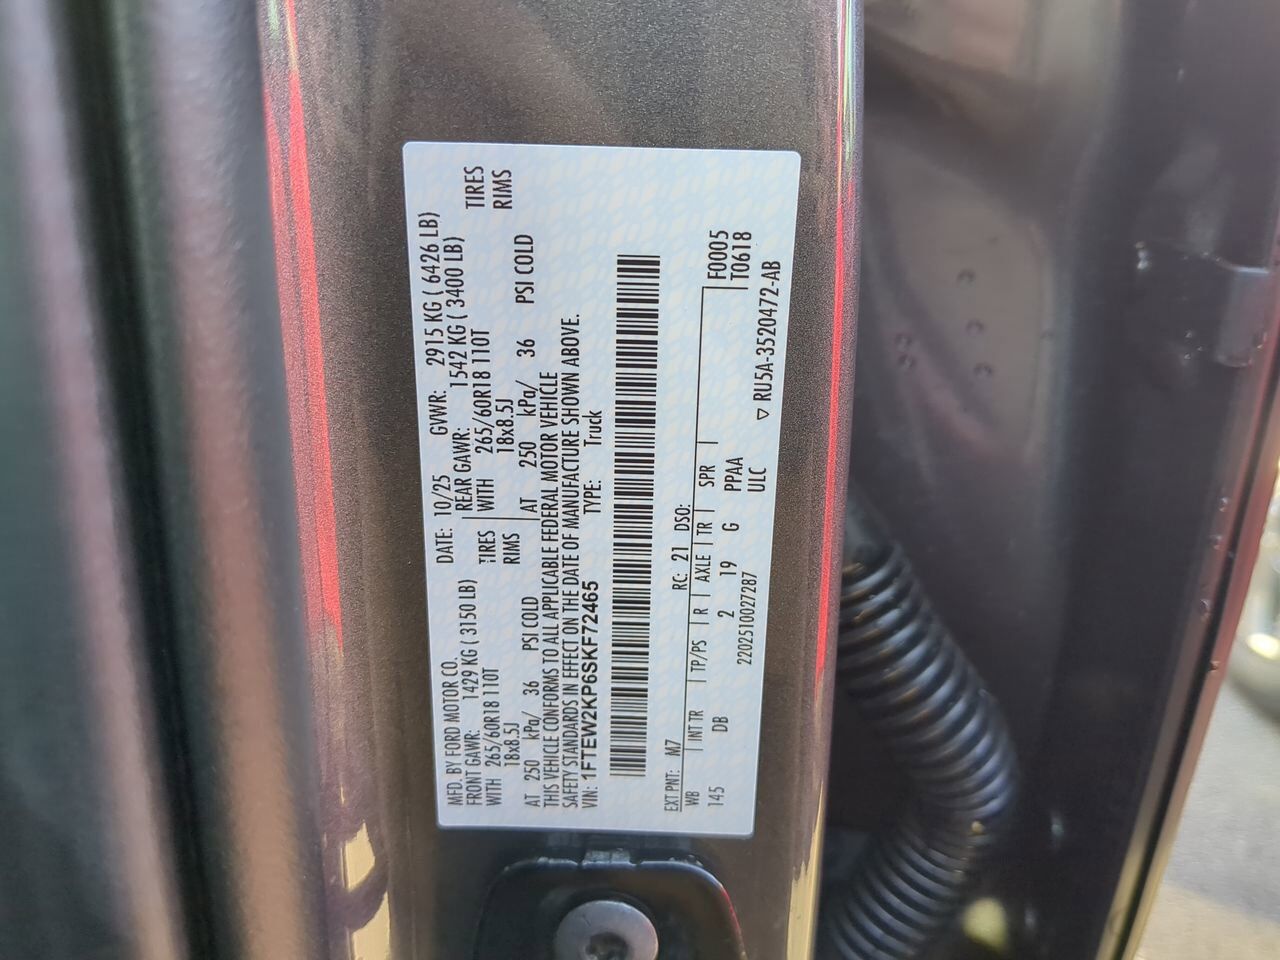 MFD. BY FORD MOTOR CO. DATE: 10/25 GVWR: 2915 KG ( 6426 LB)
FRONT GAWR: 1429 KG ( 3150 LB) REAR GAWR: 1542 KG ( 3400 LB)
WITH 265/60R18 110T TIRES WITH 265/60R18 110T TIRES
18x8.5J RIMS 18x8.5J RIMS
AT 250 kPa/ 36 PSI COLD AT 250 kPa/ 36 PSI COLD
THIS VEHICLE CONFORMS TO ALL APPLICABLE FEDERAL MOTOR VEHICLE
SAFETY STANDARDS IN EFFECT ON THE DATE OF MANUFACTURE SHOWN ABOVE.
VIN: 1FTEW2KP6SKF72465 TYPE: Truck
EXT PNT: M7 RC: 21 DSO:
WB INT TR TP/PS R AXLE TR SPR F0005
145 DB 2 19 G PPAA T0618
2202510027287 ULC ▽ RU5A-3520472-AB